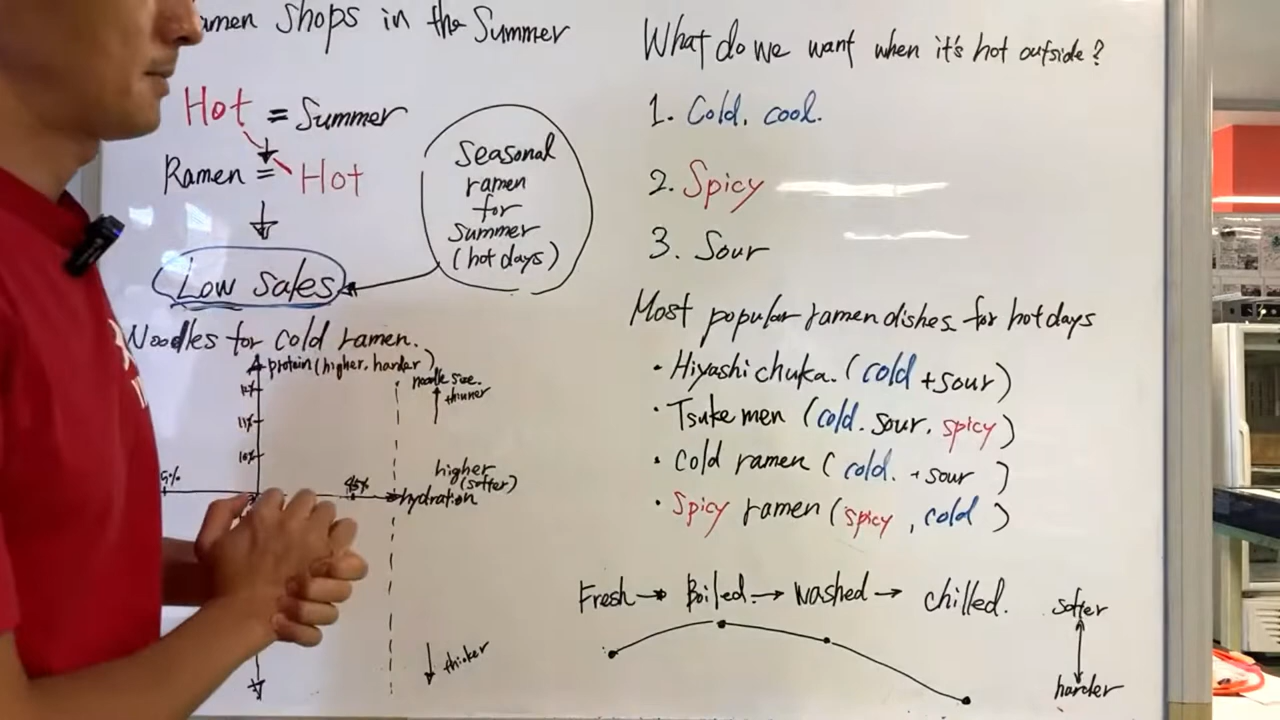 amen Shops in the Summer
Hot = Summer
Ramen = Hot
Low sales
Seasonal
ramen
for
summer
(hot days)
Noodles for cold ramen.
protein (higher, harder)
12%
11%
10%
5%
45%
hydration
higher
(softer)
noodle size.
thinner
thicker
What do we want when it's hot outside?
1. Cold. cool.
2. Spicy
3. Sour
Most popular ramen dishes for hot days
・Hiyashi chuka. (cold + sour)
・Tsuke men (cold. sour. spicy)
・Cold ramen (cold. + sour)
・Spicy ramen (spicy, cold)
Fresh → Boiled. → washed → chilled.
softer
harder